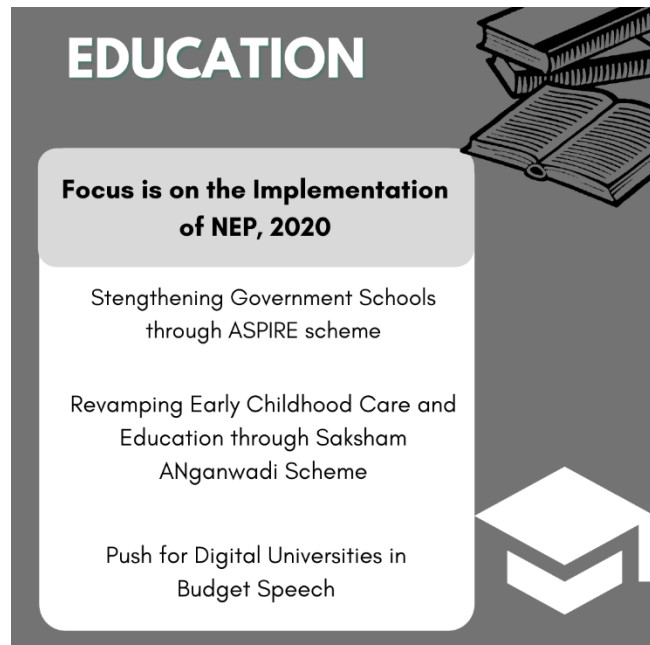 EDUCATION
Focus is on the Implementation
of NEP, 2020
Stengthening Government Schools
through ASPIRE scheme
Revamping Early Childhood Care and
Education through Saksham
ANganwadi Scheme
Push for Digital Universities in
Budget Speech